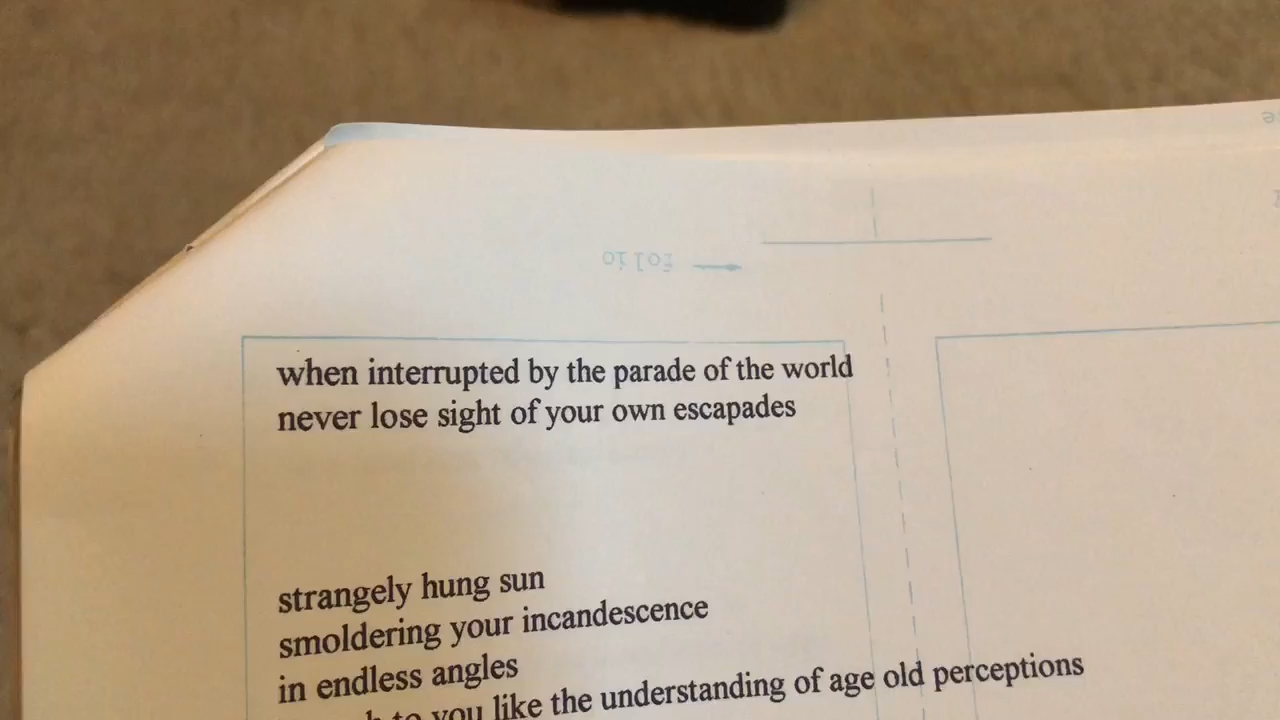 folio
when interrupted by the parade of the world
never lose sight of your own escapades
strangely hung sun
smoldering your incandescence
in endless angles
to you like the understanding of age old perceptions